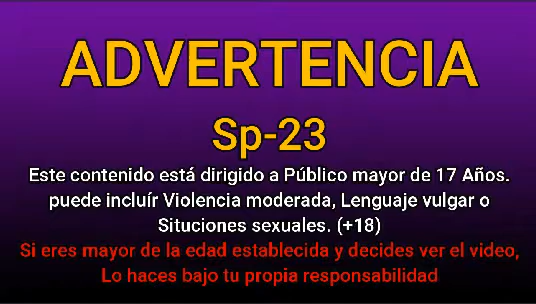 ADVERTENCIA
Sp-23
Este contenido está dirigido a Público mayor de 17 Años.
puede incluír Violencia moderada, Lenguaje vulgar o
Situciones sexuales. (+18)
Si eres mayor de la edad establecida y decides ver el video,
Lo haces bajo tu propia responsabilidad